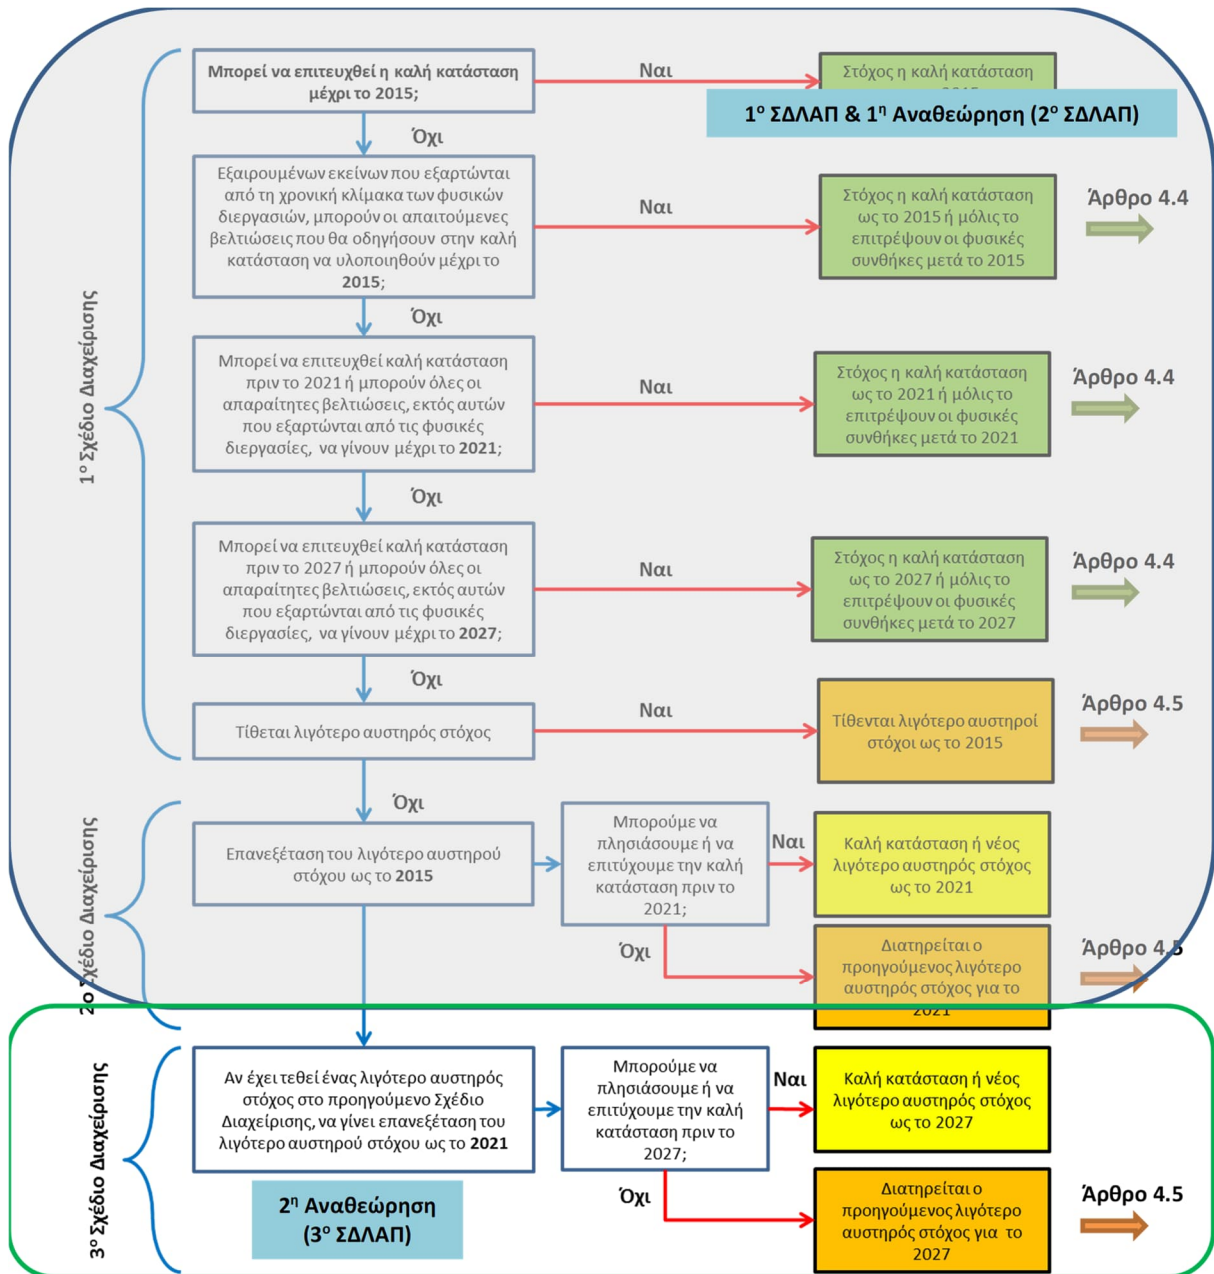 Μπορεί να επιτευχθεί η καλή κατάσταση
μέχρι το 2015;
Ναι
Στόχος η καλή κατάσταση
1ο ΣΔΛΑΠ & 1η Αναθεώρηση (2ο ΣΔΛΑΠ)
Όχι
Εξαιρουμένων εκείνων που εξαρτώνται
από τη χρονική κλίμακα των φυσικών
διεργασιών, μπορούν οι απαιτούμενες
βελτιώσεις που θα οδηγήσουν στην καλή
κατάσταση να υλοποιηθούν μέχρι το
2015;
Ναι
Στόχος η καλή κατάσταση
ως το 2015 ή μόλις το
επιτρέψουν οι φυσικές
συνθήκες μετά το 2015
Άρθρο 4.4
Όχι
1ο Σχέδιο Διαχείρισης
Μπορεί να επιτευχθεί καλή κατάσταση
πριν το 2021 ή μπορούν όλες οι
απαραίτητες βελτιώσεις, εκτός αυτών
που εξαρτώνται από τις φυσικές
διεργασίες, να γίνουν μέχρι το 2021;
Ναι
Στόχος η καλή κατάσταση
ως το 2021 ή μόλις το
επιτρέψουν οι φυσικές
συνθήκες μετά το 2021
Άρθρο 4.4
Όχι
Μπορεί να επιτευχθεί καλή κατάσταση
πριν το 2027 ή μπορούν όλες οι
απαραίτητες βελτιώσεις, εκτός αυτών
που εξαρτώνται από τις φυσικές
διεργασίες, να γίνουν μέχρι το 2027;
Ναι
Στόχος η καλή κατάσταση
ως το 2027 ή μόλις το
επιτρέψουν οι φυσικές
συνθήκες μετά το 2027
Άρθρο 4.4
Όχι
Τίθεται λιγότερο αυστηρός στόχος
Ναι
Τίθενται λιγότερο αυστηροί
στόχοι ως το 2015
Άρθρο 4.5
Όχι
2ο Σχέδιο Διαχείρισης
Επανεξέταση του λιγότερο αυστηρού
στόχου ως το 2015
Μπορούμε να
πλησιάσουμε ή να
επιτύχουμε την καλή
κατάσταση πριν το
2021;
Ναι
Καλή κατάσταση ή νέος
λιγότερο αυστηρός στόχος
ως το 2021
Όχι
Διατηρείται ο
προηγούμενος λιγότερο
αυστηρός στόχος για το
2021
Άρθρο 4.5
3ο Σχέδιο Διαχείρισης
Αν έχει τεθεί ένας λιγότερο αυστηρός
στόχος στο προηγούμενο Σχέδιο
Διαχείρισης, να γίνει επανεξέταση του
λιγότερο αυστηρού στόχου ως το 2021
Μπορούμε να
πλησιάσουμε ή να
επιτύχουμε την καλή
κατάσταση πριν το
2027;
Ναι
Καλή κατάσταση ή νέος
λιγότερο αυστηρός στόχος
ως το 2027
Όχι
Διατηρείται ο
προηγούμενος λιγότερο
αυστηρός στόχος για το
2027
Άρθρο 4.5
2η Αναθεώρηση
(3ο ΣΔΛΑΠ)